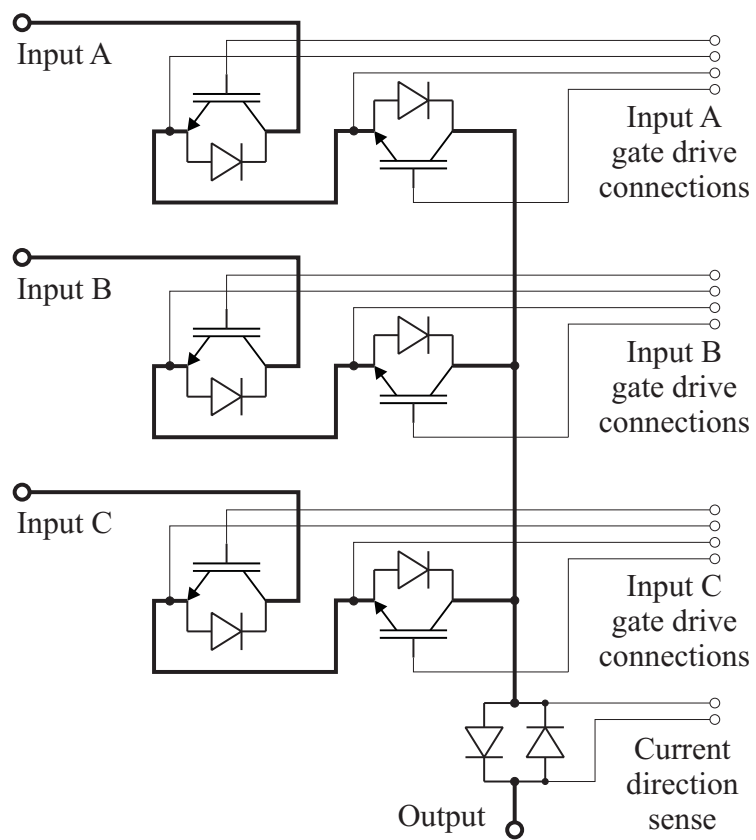 Input A
Input A
gate drive
connections
Input B
Input B
gate drive
connections
Input C
Input C
gate drive
connections
Current
direction
sense
Output